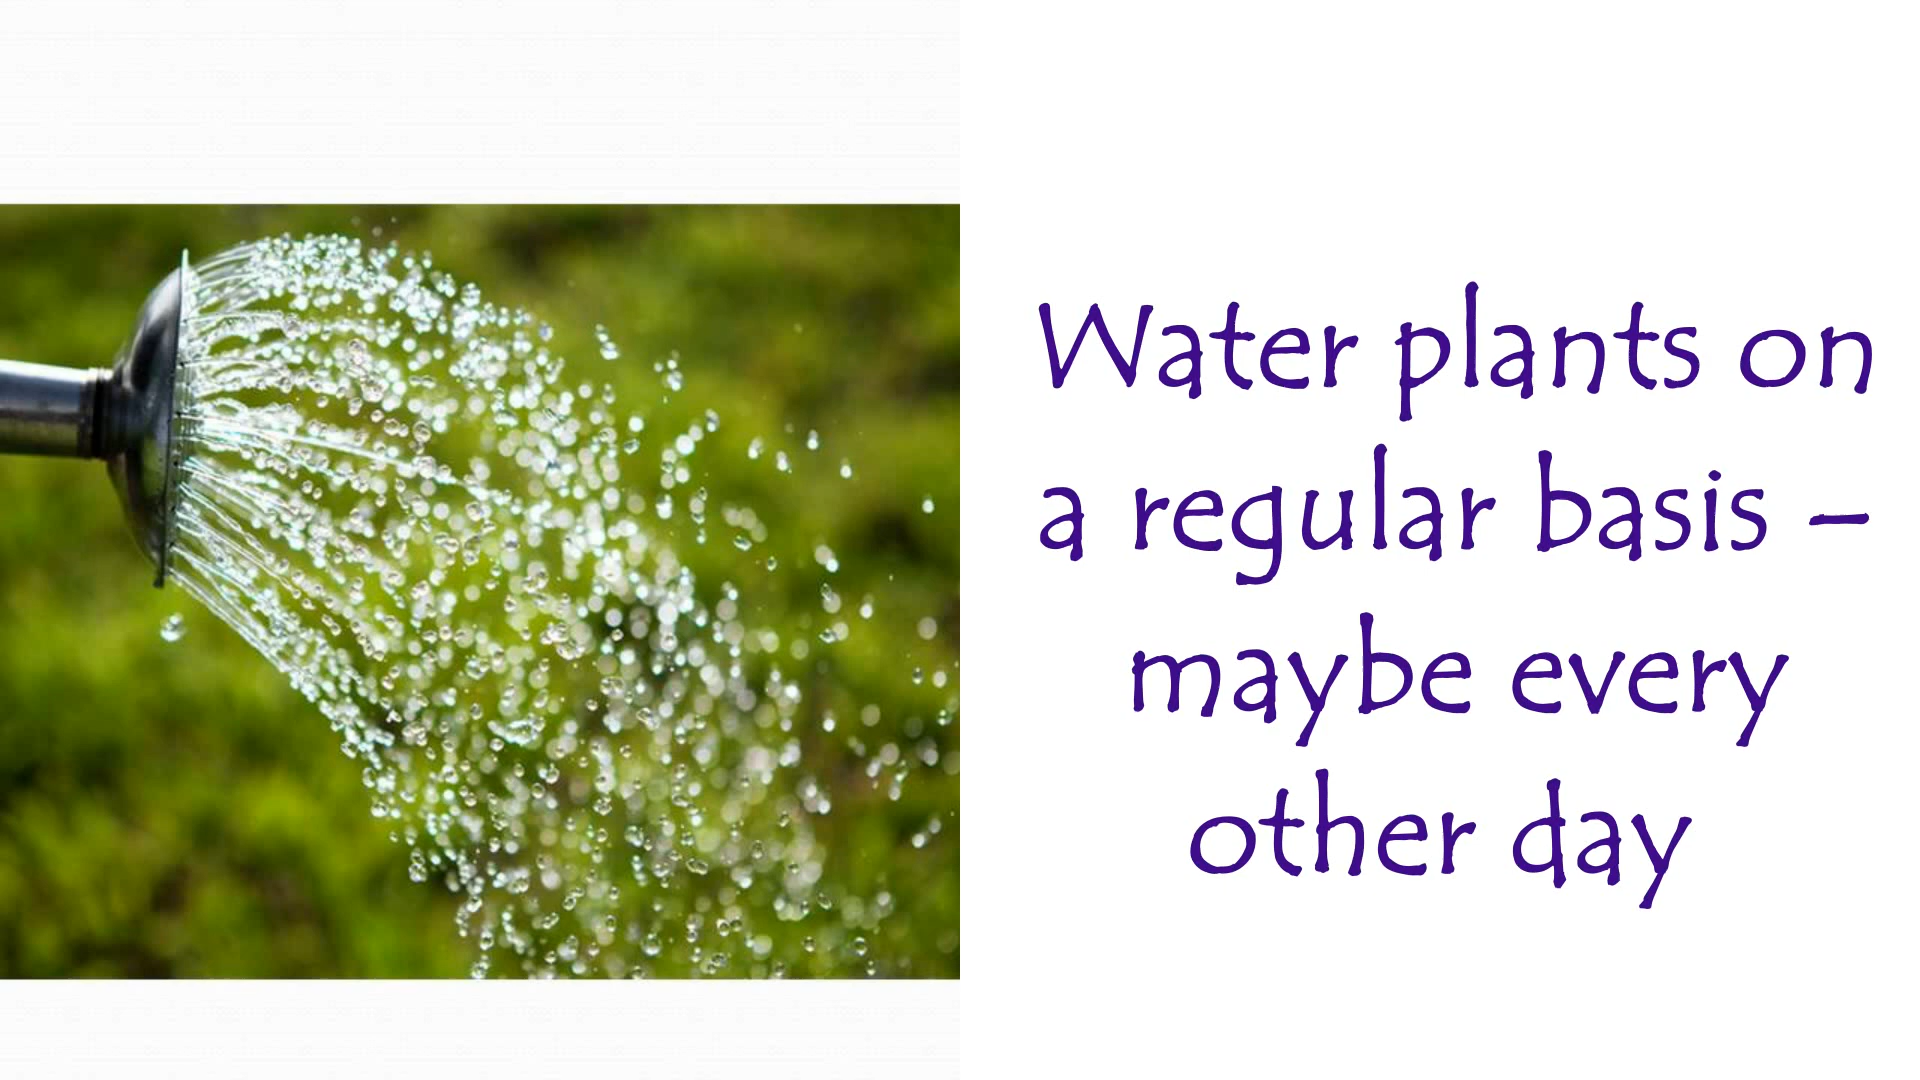 Water plants on
a regular basis –
maybe every
other day